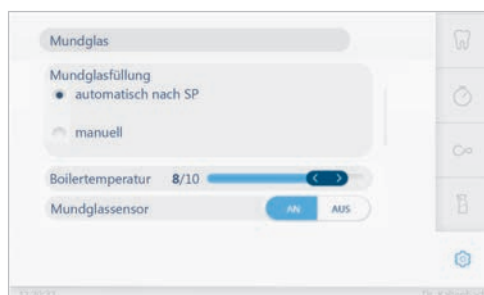 Mundglas
Mundglasfüllung
automatisch nach SP
manuell
Boilertemperatur 8/10
Mundglassensor AN AUS